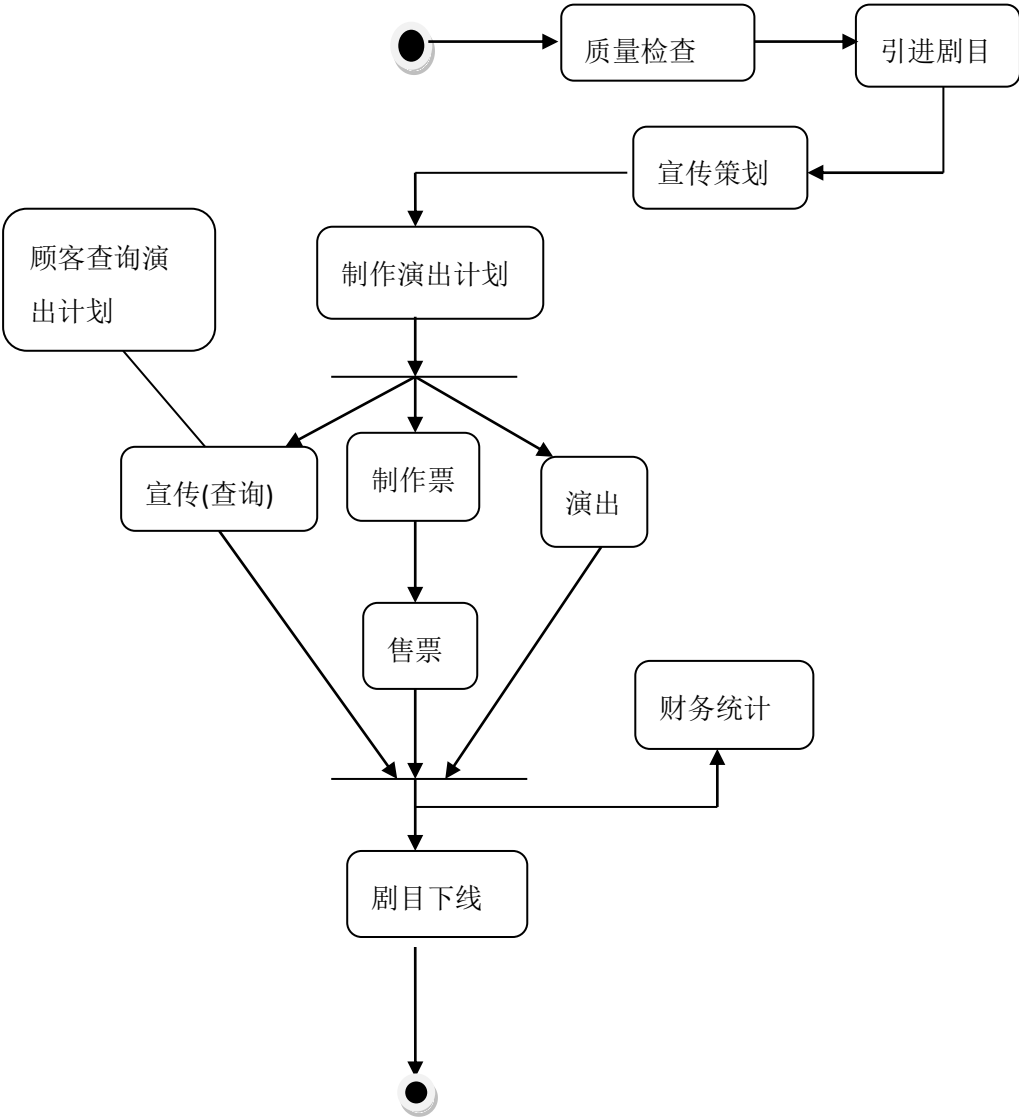 质量检查
引进剧目
宣传策划
顾客查询演
出计划
制作演出计划
宣传(查询)
制作票
演出
售票
财务统计
剧目下线